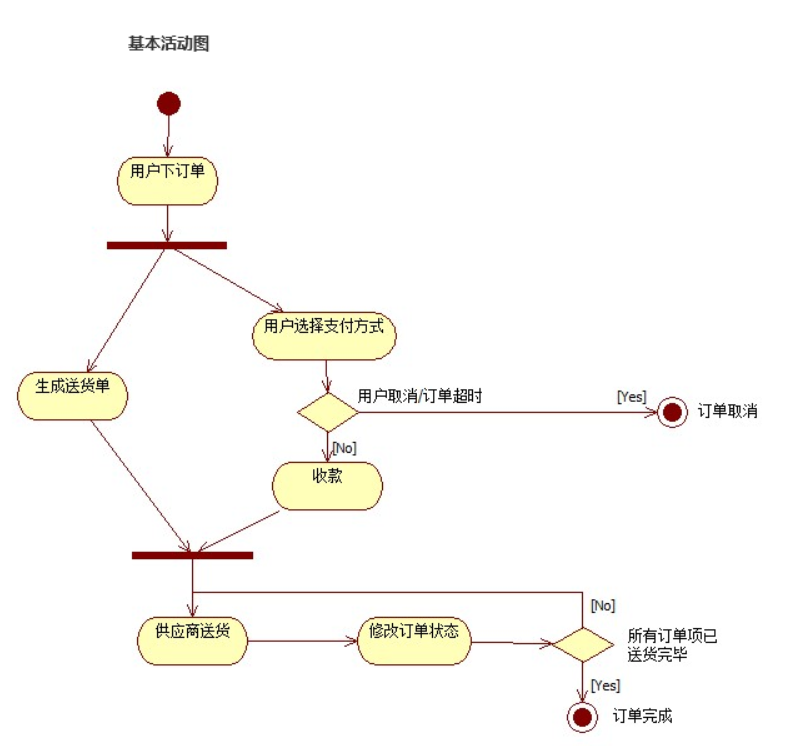 基本活动图
用户下订单
用户选择支付方式
生成送货单
用户取消/订单超时
[Yes]
订单取消
[No]
收款
[No]
供应商送货
修改订单状态
所有订单项已
送货完毕
[Yes]
订单完成